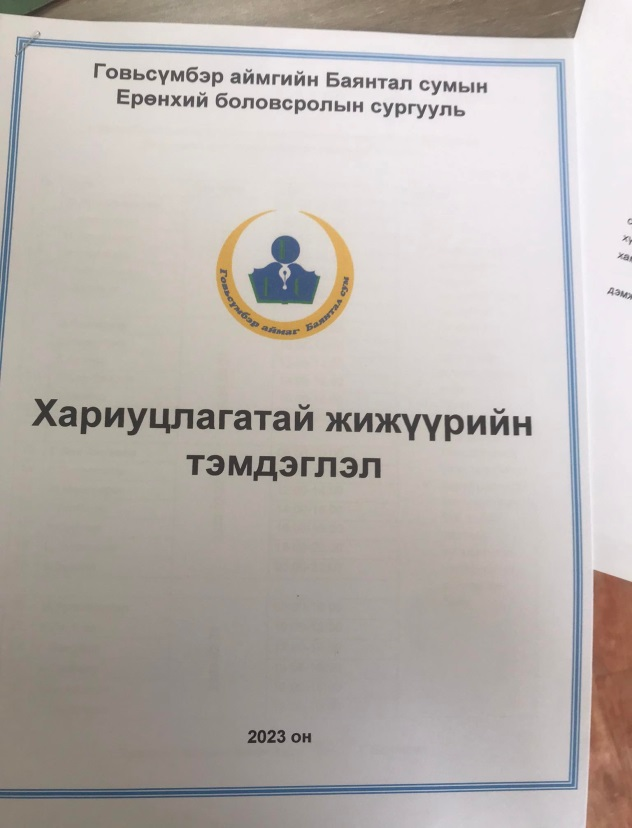 Говьсүмбэр аймгийн Баянтал сумын
Ерөнхий боловсролын сургууль
Говьсүмбэр аймаг Баянтал сум
Хариуцлагатай жижүүрийн
тэмдэглэл
2023 он